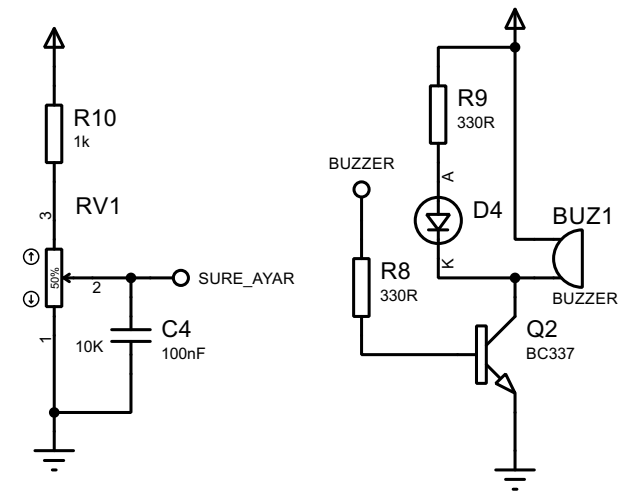 R10
1k
3
RV1
50%
2
SURE_AYAR
1
10K
C4
100nF
R9
330R
BUZZER
A
D4
K
BUZ1
BUZZER
R8
330R
Q2
BC337